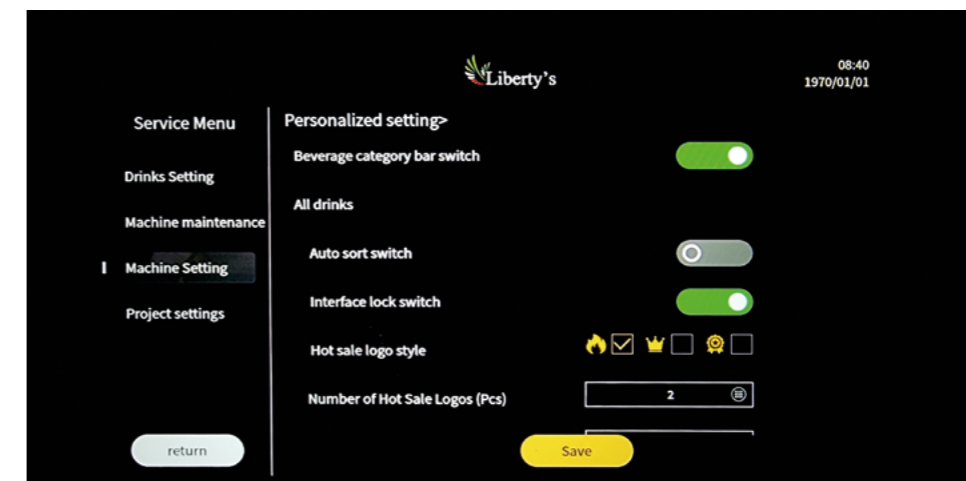 Liberty's
08:40
1970/01/01
Service Menu
Drinks Setting
Machine maintenance
Machine Setting
Project settings
return
Personalized setting>
Beverage category bar switch
All drinks
Auto sort switch
Interface lock switch
Hot sale logo style
Number of Hot Sale Logos (Pcs)
2
Save